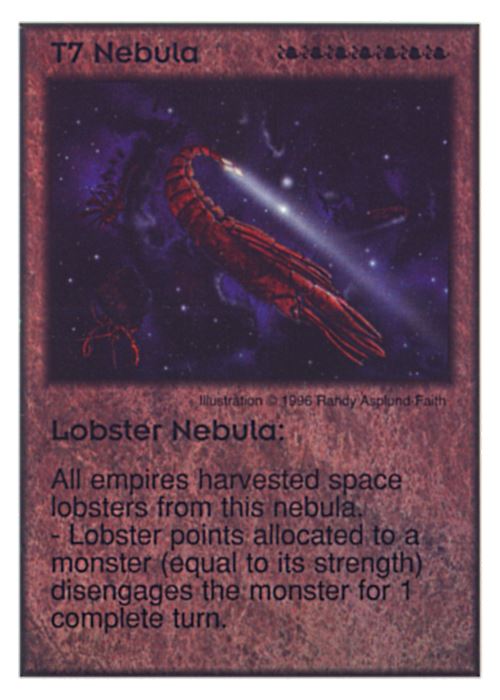 T7 Nebula
Illustration © 1996 Randy Asplund-Faith
Lobster Nebula:
All empires harvested space
lobsters from this nebula.
- Lobster points allocated to a
monster (equal to its strength)
disengages the monster for 1
complete turn.